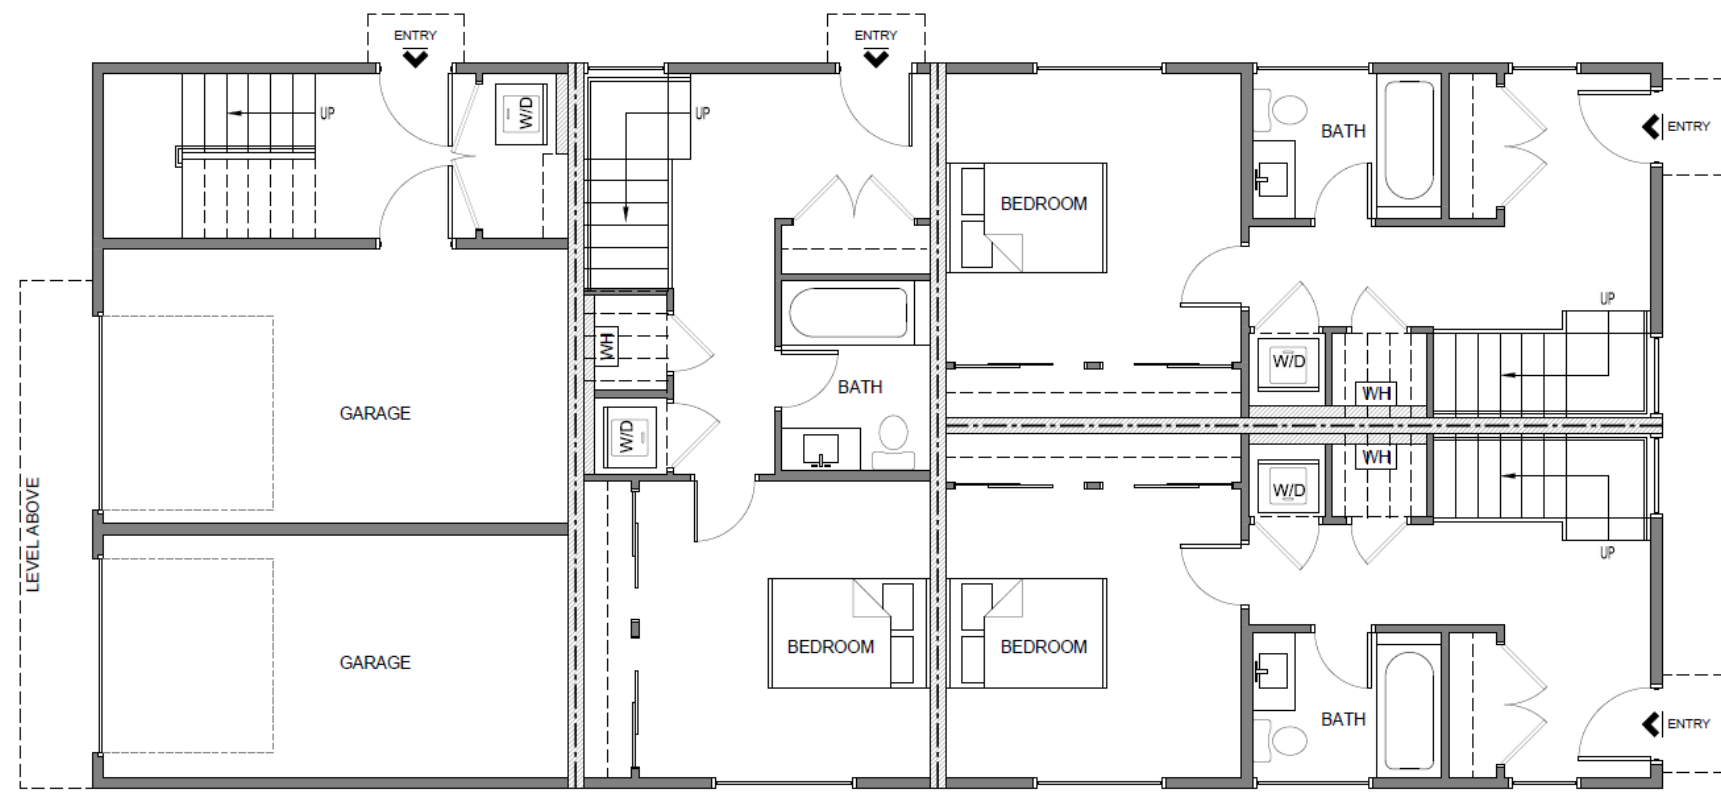 ENTRY
ENTRY
UP
W/D
UP
BATH
ENTRY
BEDROOM
UP
WH
W/D
WH
BATH
GARAGE
W/D
WH
W/D
UP
LEVEL ABOVE
BEDROOM
BEDROOM
GARAGE
BATH
ENTRY